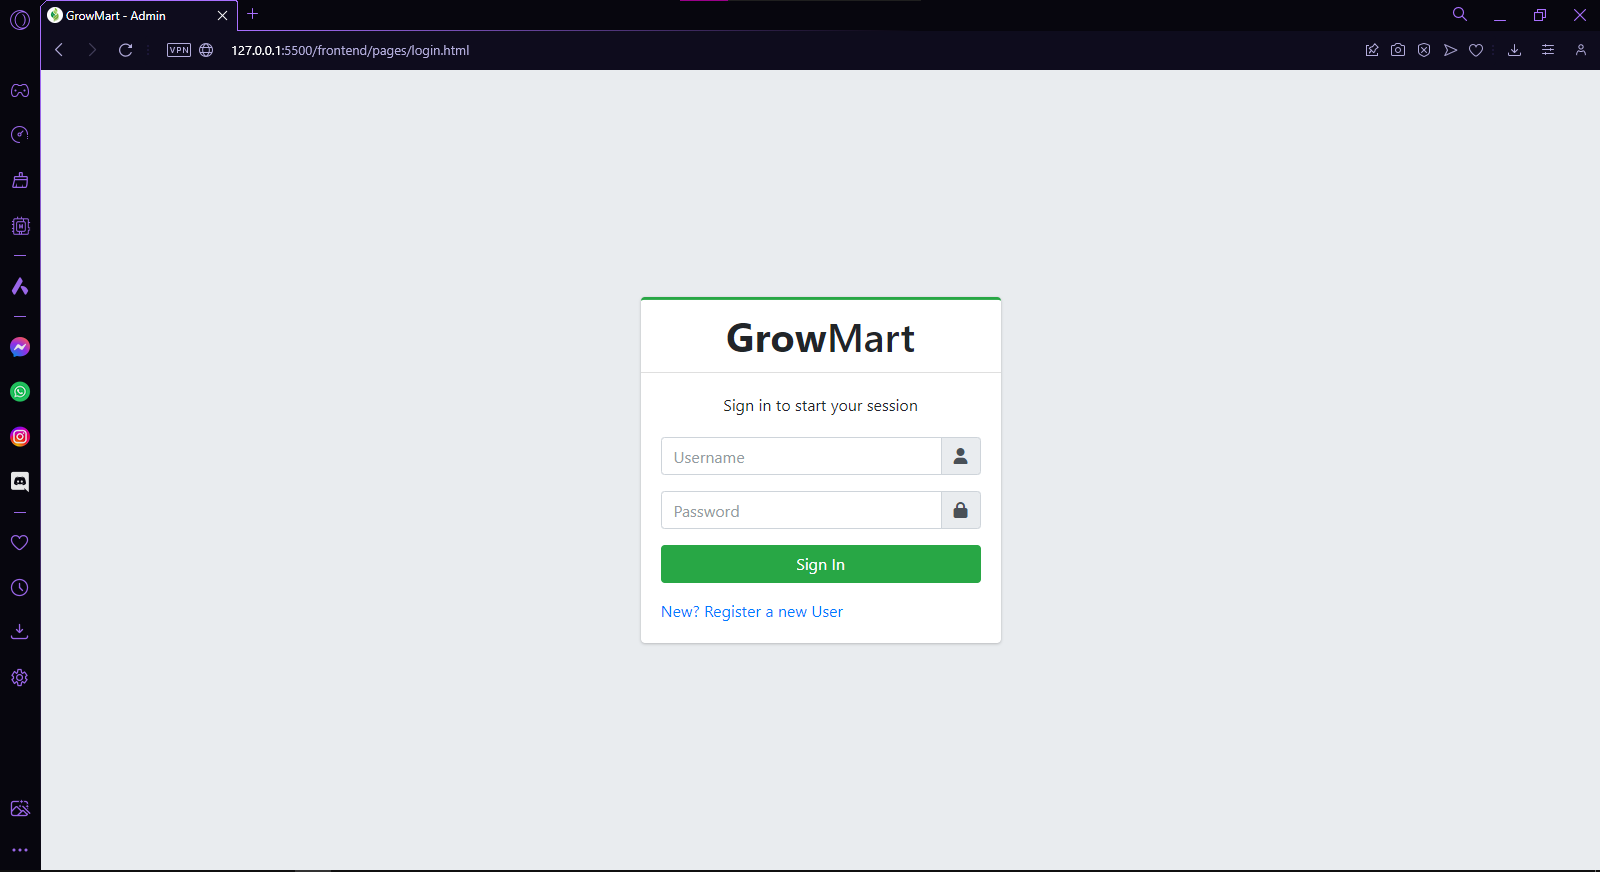 GrowMart - Admin
VPN
127.0.0.1:5500/frontend/pages/login.html
GrowMart
Sign in to start your session
Username
Password
Sign In
New? Register a new User